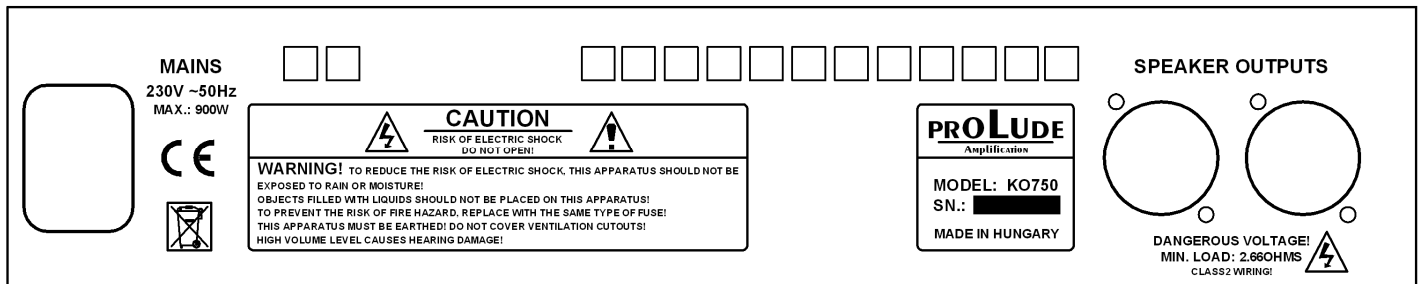 MAINS
230V ~50Hz
MAX.: 900W
CE
CAUTION
RISK OF ELECTRIC SHOCK
DO NOT OPEN!
WARNING! TO REDUCE THE RISK OF ELECTRIC SHOCK, THIS APPARATUS SHOULD NOT BE
EXPOSED TO RAIN OR MOISTURE!
OBJECTS FILLED WITH LIQUIDS SHOULD NOT BE PLACED ON THIS APPARATUS!
TO PREVENT THE RISK OF FIRE HAZARD, REPLACE WITH THE SAME TYPE OF FUSE!
THIS APPARATUS MUST BE EARTHED! DO NOT COVER VENTILATION CUTOUTS!
HIGH VOLUME LEVEL CAUSES HEARING DAMAGE!
PROLUDE
Amplification
MODEL: KO750
SN.:
MADE IN HUNGARY
SPEAKER OUTPUTS
DANGEROUS VOLTAGE!
MIN. LOAD: 2.66OHMS
CLASS2 WIRING!